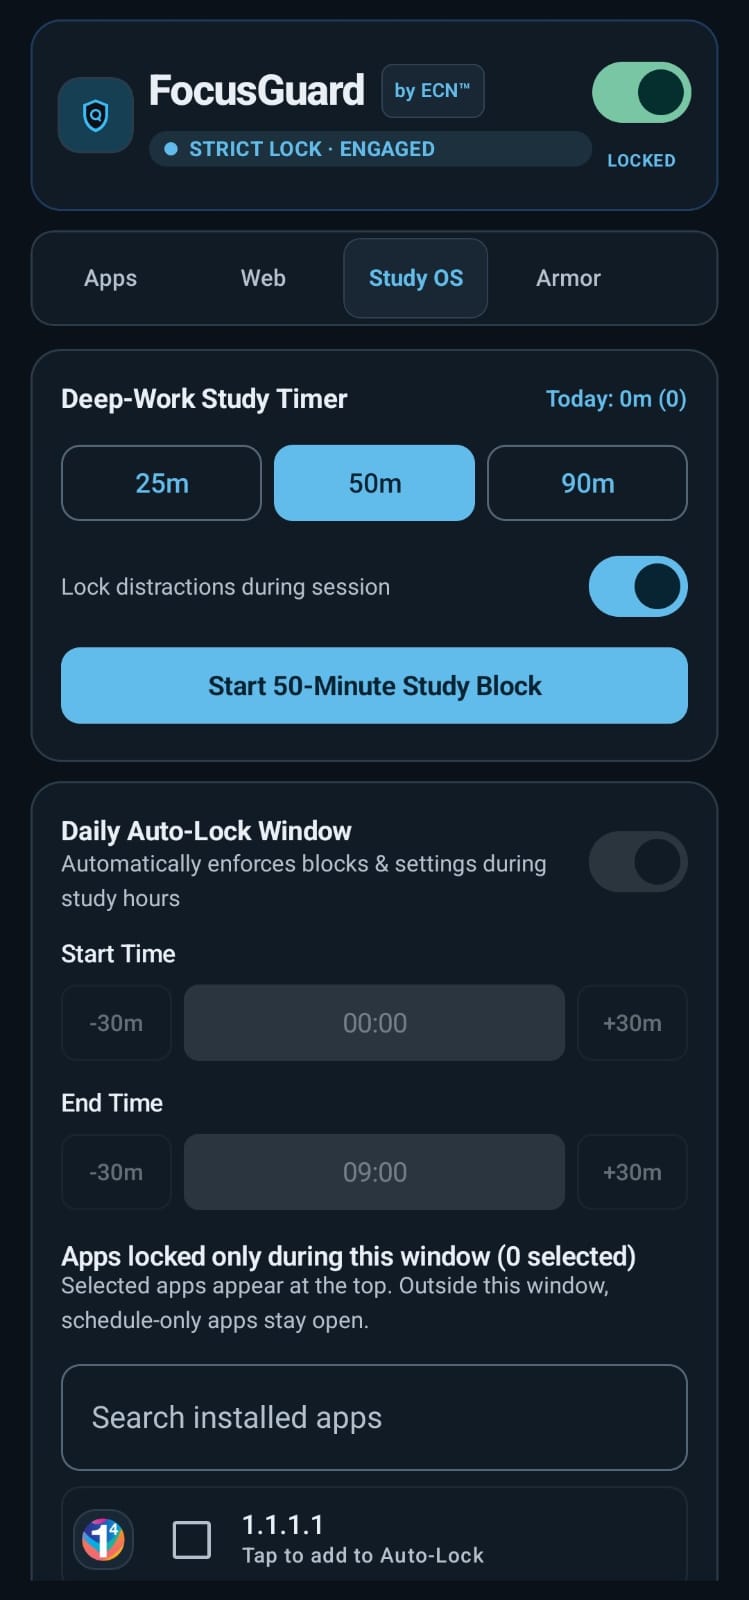 FocusGuard
by ECN™
STRICT LOCK · ENGAGED
LOCKED
Apps
Web
Study OS
Armor
Deep-Work Study Timer
Today: 0m (0)
25m
50m
90m
Lock distractions during session
Start 50-Minute Study Block
Daily Auto-Lock Window
Automatically enforces blocks & settings during
study hours
Start Time
-30m
00:00
+30m
End Time
-30m
09:00
+30m
Apps locked only during this window (0 selected)
Selected apps appear at the top. Outside this window,
schedule-only apps stay open.
Search installed apps
1⁴
1.1.1.1
Tap to add to Auto-Lock